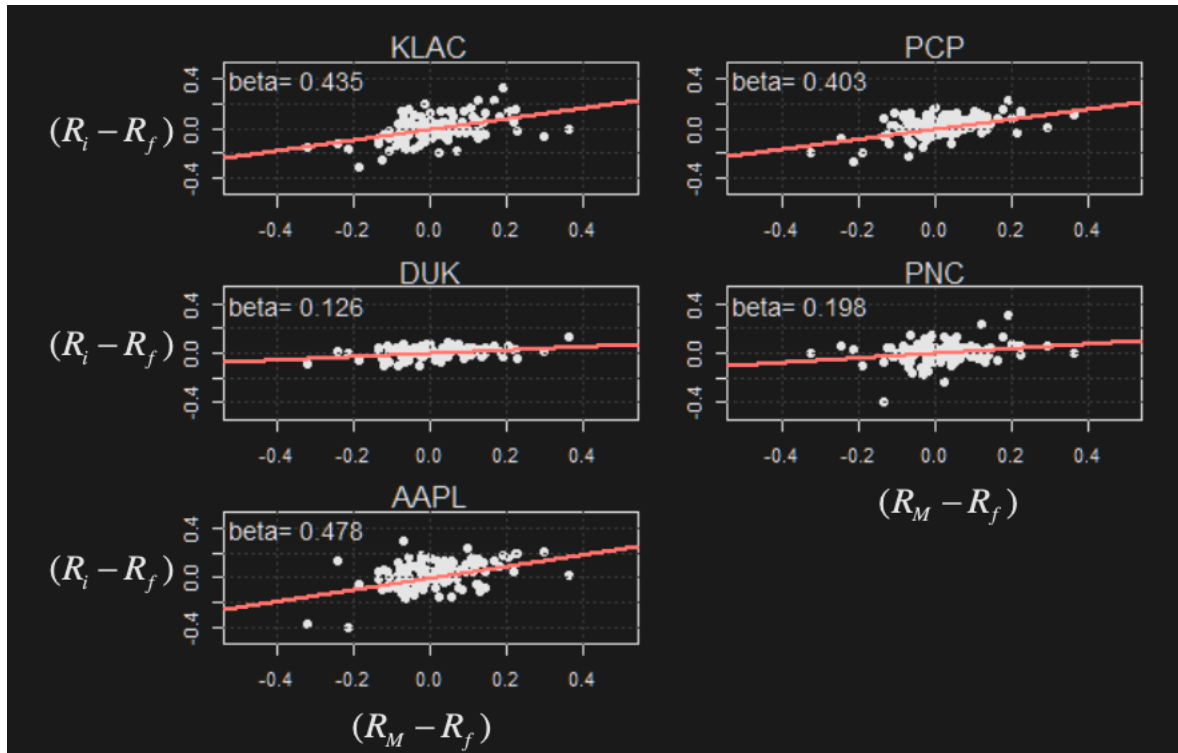 KLAC
beta= 0.435
(R_i − R_f)
0.4
0.0
-0.4
-0.4 -0.2 0.0 0.2 0.4
PCP
beta= 0.403
0.4
0.0
-0.4
-0.4 -0.2 0.0 0.2 0.4
DUK
beta= 0.126
(R_i − R_f)
0.4
0.0
-0.4
-0.4 -0.2 0.0 0.2 0.4
PNC
beta= 0.198
0.4
0.0
-0.4
-0.4 -0.2 0.0 0.2 0.4
(R_M − R_f)
AAPL
beta= 0.478
(R_i − R_f)
0.4
0.0
-0.4
-0.4 -0.2 0.0 0.2 0.4
(R_M − R_f)